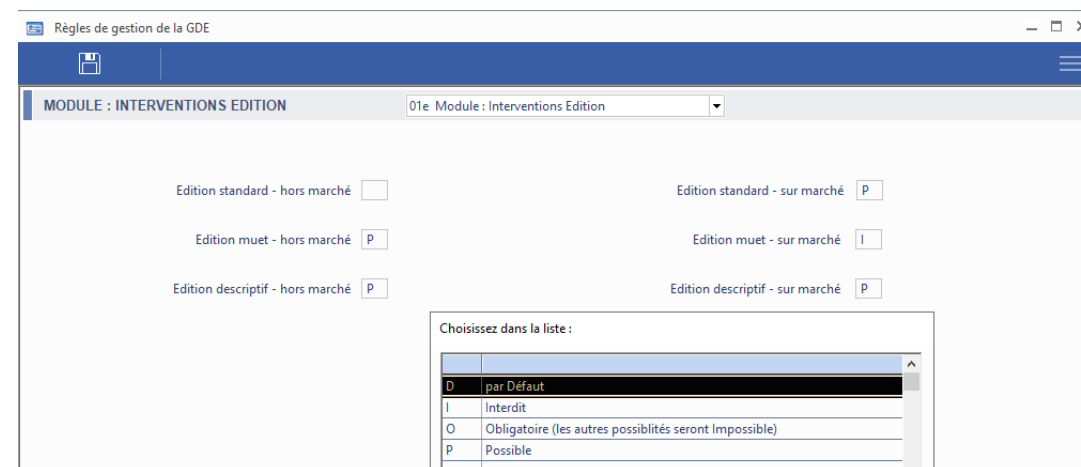 Règles de gestion de la GDE
MODULE : INTERVENTIONS EDITION
01e Module : Interventions Edition
Edition standard - hors marché
Edition standard - sur marché P
Edition muet - hors marché P
Edition muet - sur marché I
Edition descriptif - hors marché P
Edition descriptif - sur marché P
Choisissez dans la liste :
D par Défaut
I Interdit
O Obligatoire (les autres possiblités seront Impossible)
P Possible